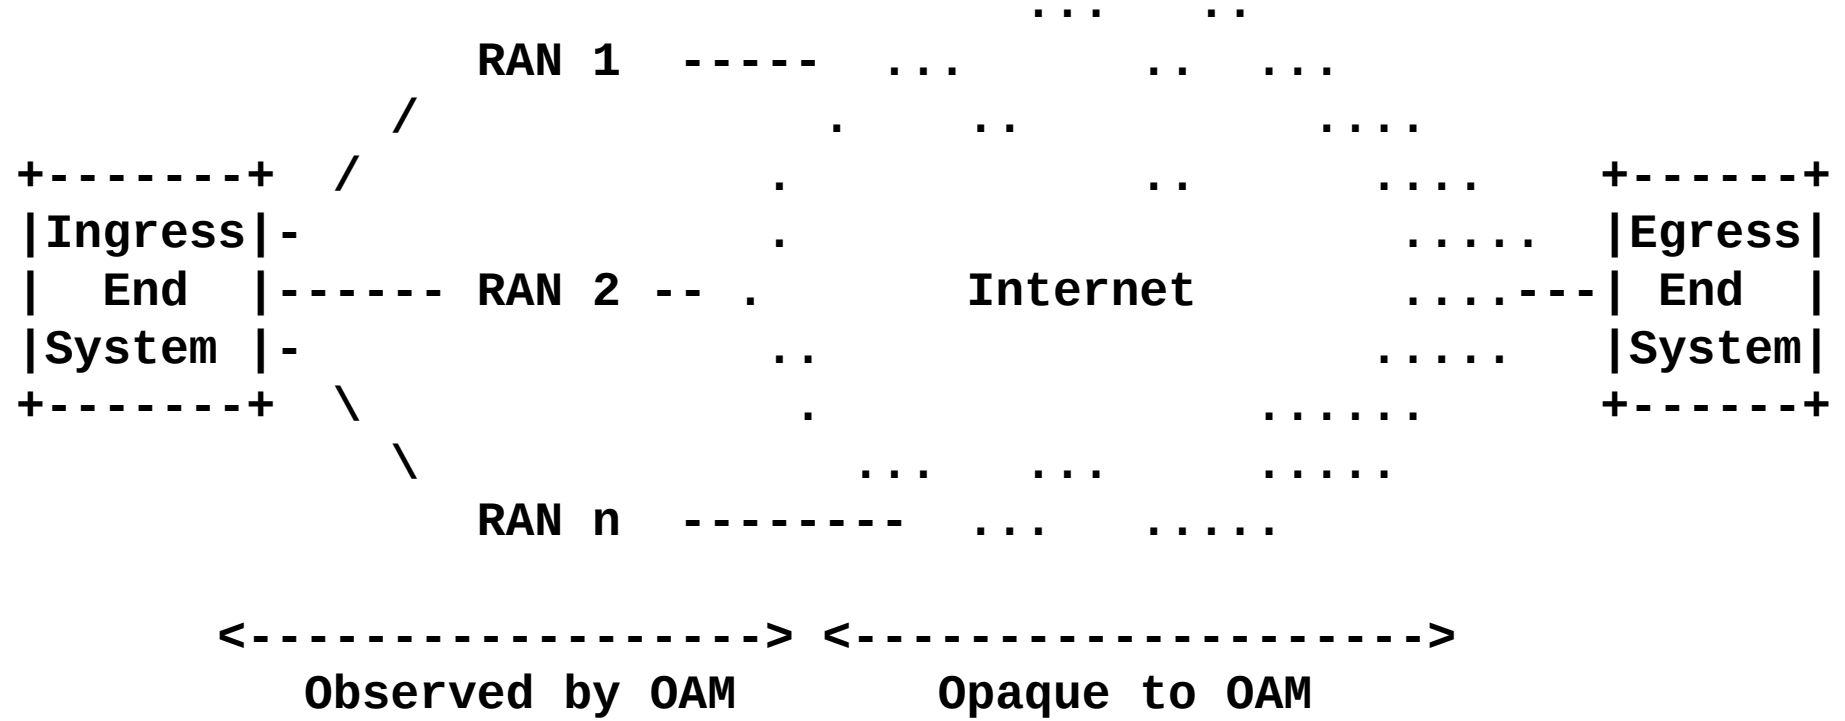 RAN 1
Ingress Egress
End RAN 2 Internet End
System System
RAN n
Observed by OAM Opaque to OAM